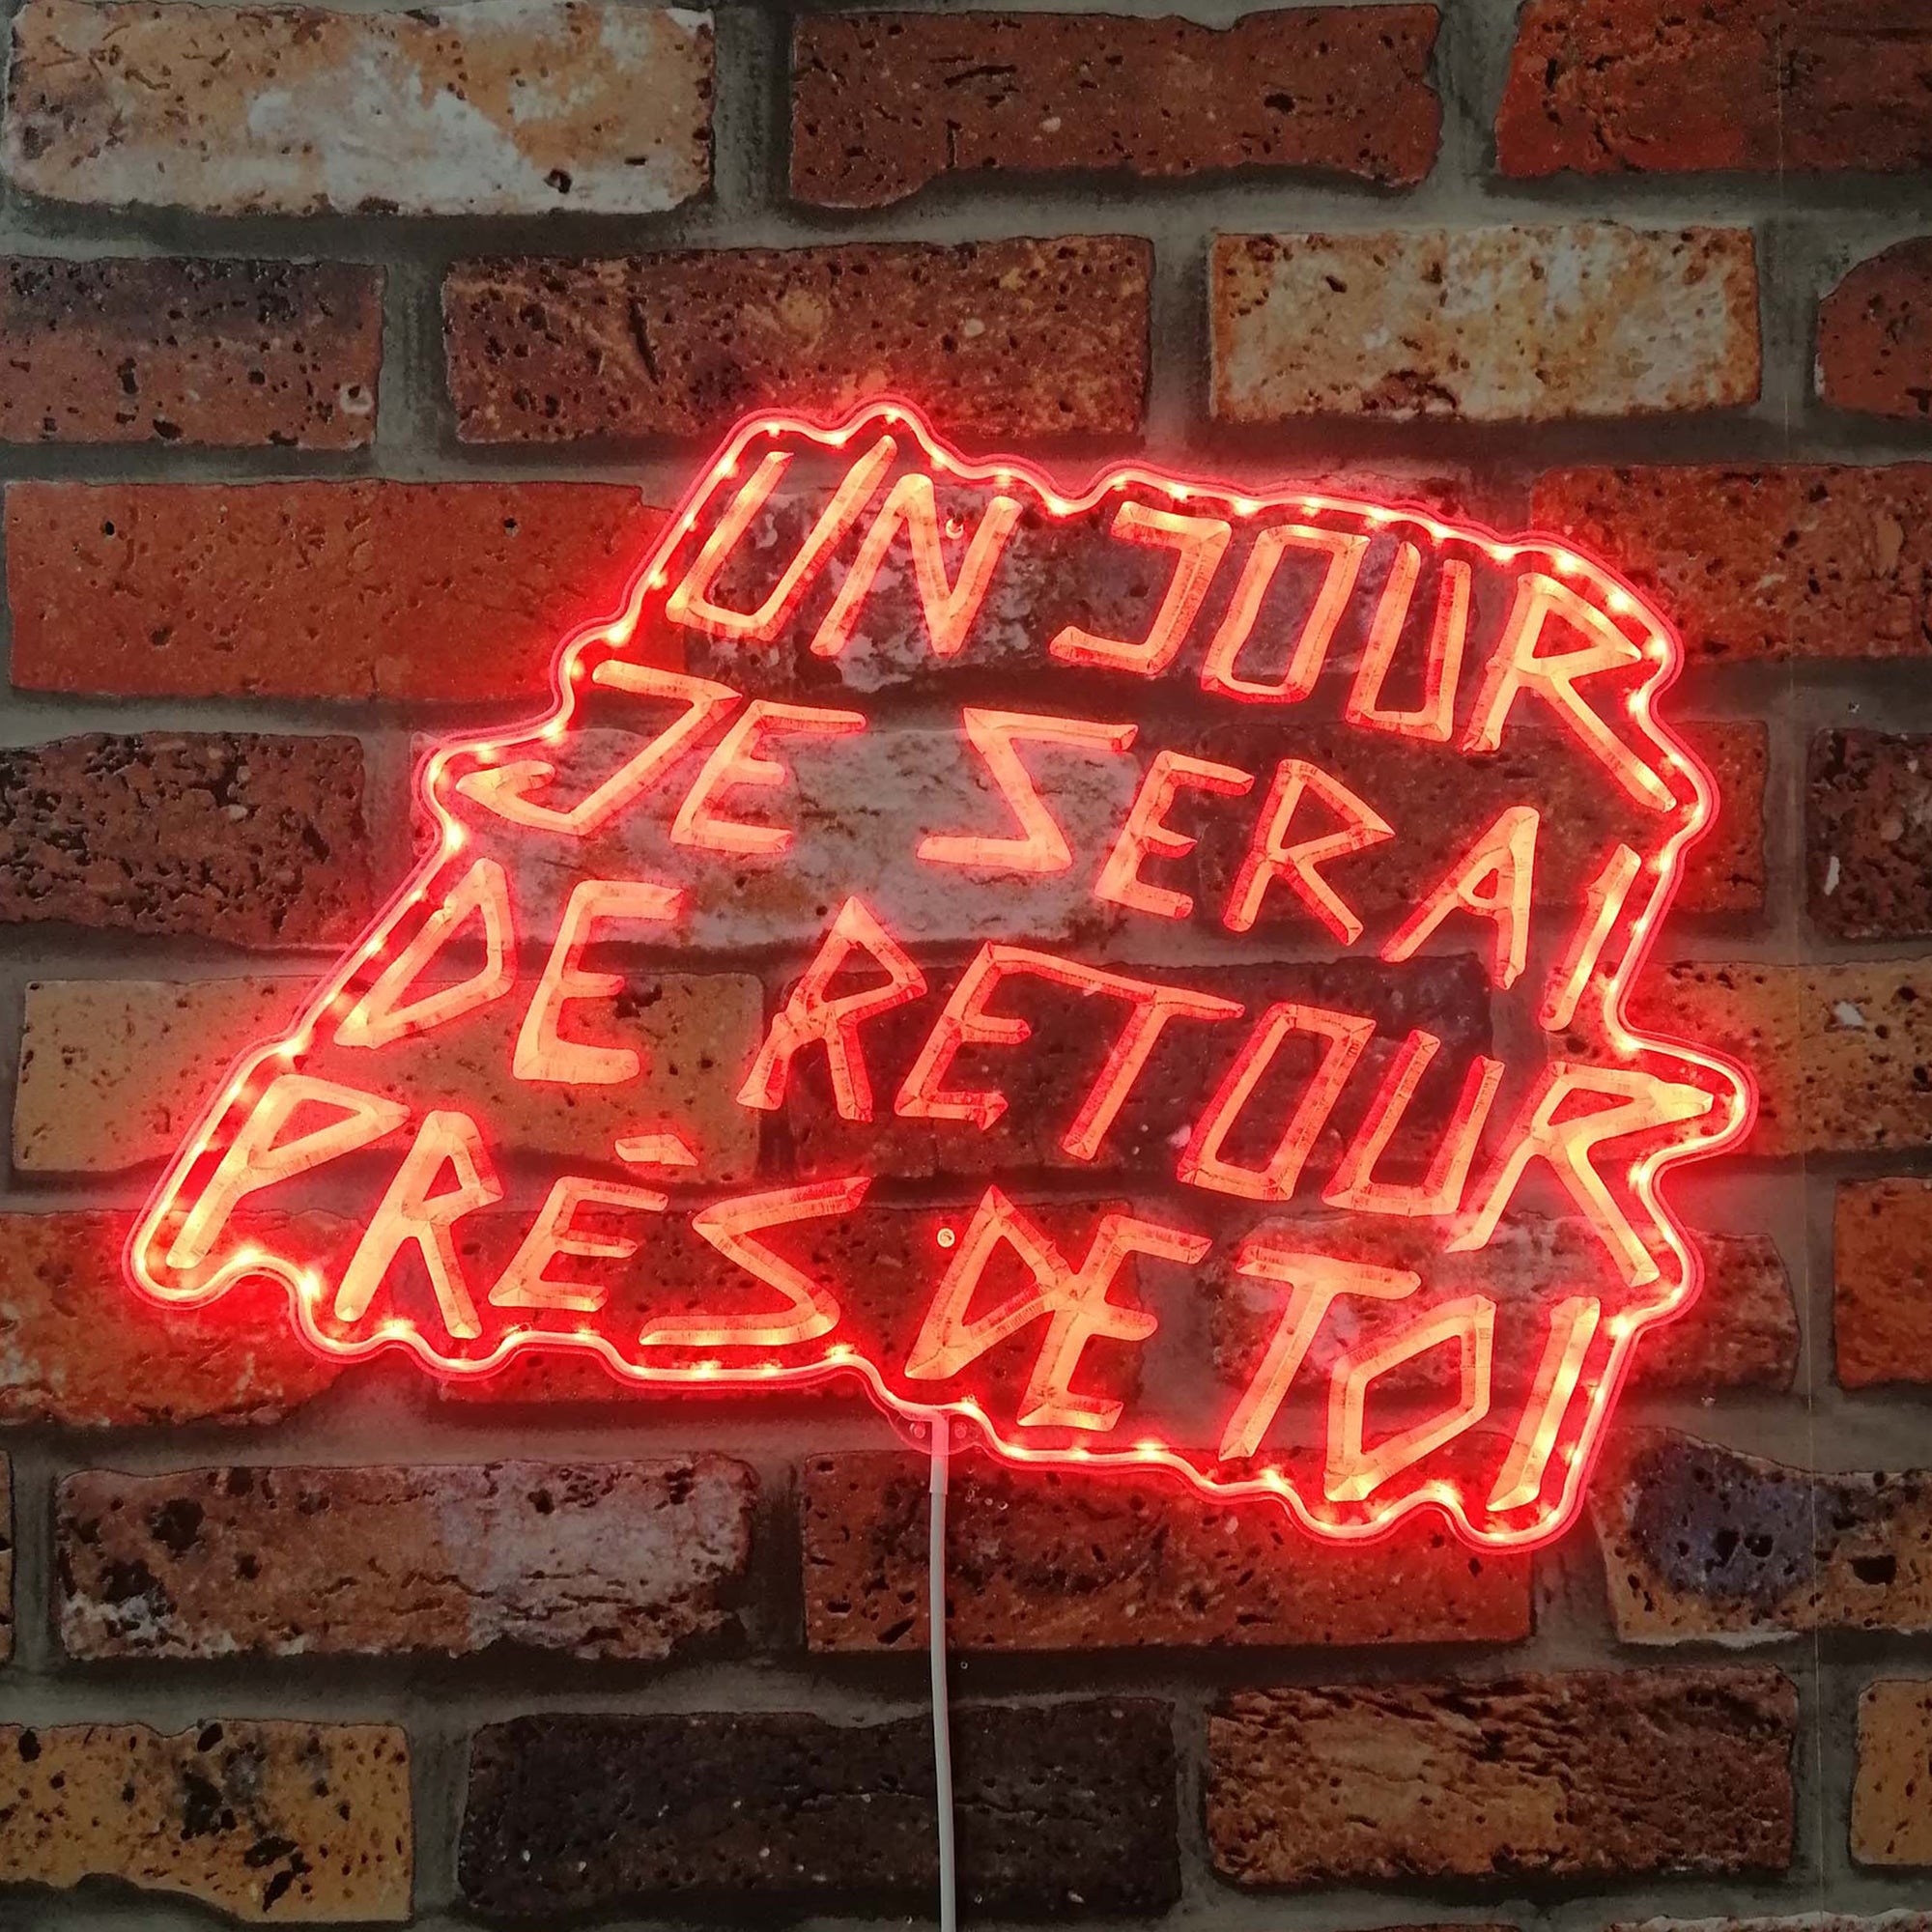 UN JOUR
JE SERAI
DE RETOUR
PRÈS DE TOI